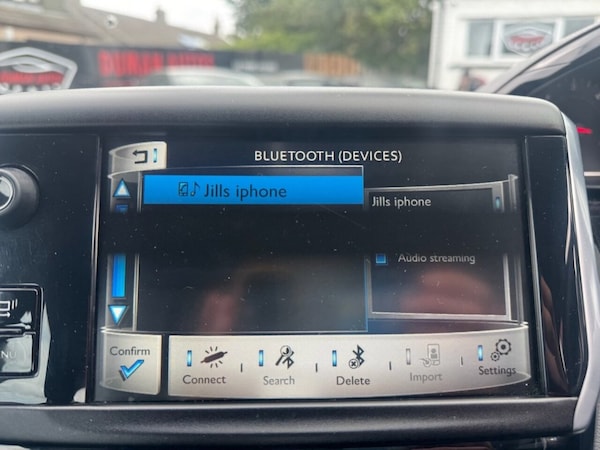 BLUETOOTH (DEVICES)
Jills iphone
Jills iphone
Audio streaming
Confirm
Connect
Search
Delete
Import
Settings